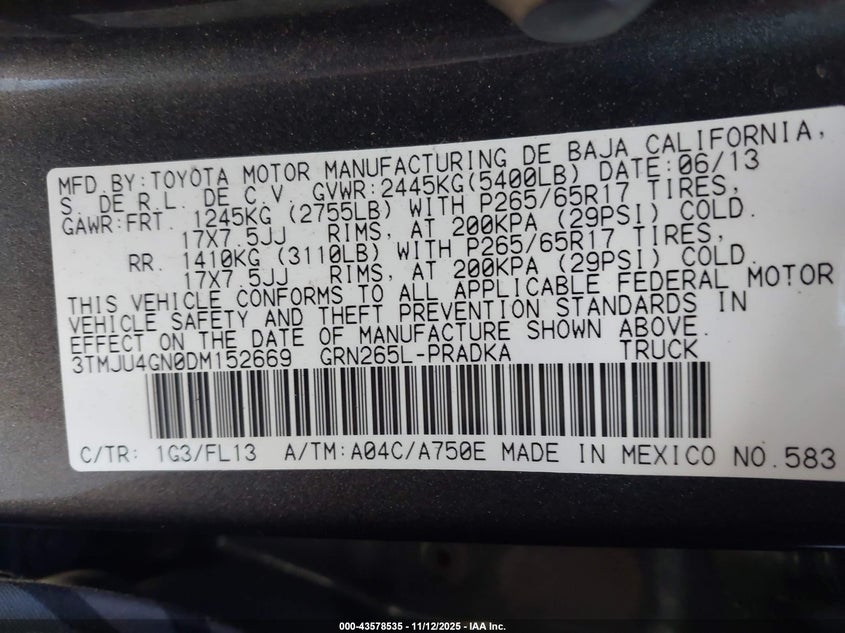 MFD.BY:TOYOTA MOTOR MANUFACTURING DE BAJA CALIFORNIA,
S. DE R.L. DE C.V. GVWR:2445KG(5400LB) DATE:06/13
GAWR:FRT. 1245KG (2755LB) WITH P265/65R17 TIRES,
17X7.5JJ RIMS, AT 200KPA (29PSI) COLD.
RR. 1410KG (3110LB) WITH P265/65R17 TIRES,
17X7.5JJ RIMS, AT 200KPA (29PSI) COLD.
THIS VEHICLE CONFORMS TO ALL APPLICABLE FEDERAL MOTOR
VEHICLE SAFETY AND THEFT PREVENTION STANDARDS IN
EFFECT ON THE DATE OF MANUFACTURE SHOWN ABOVE.
3TMJU4GN0DM152669 GRN265L-PRADKA TRUCK
C/TR: 1G3/FL13 A/TM:A04C/A750E MADE IN MEXICO NO.583
000-43578535 - 11/12/2025 - IAA Inc.